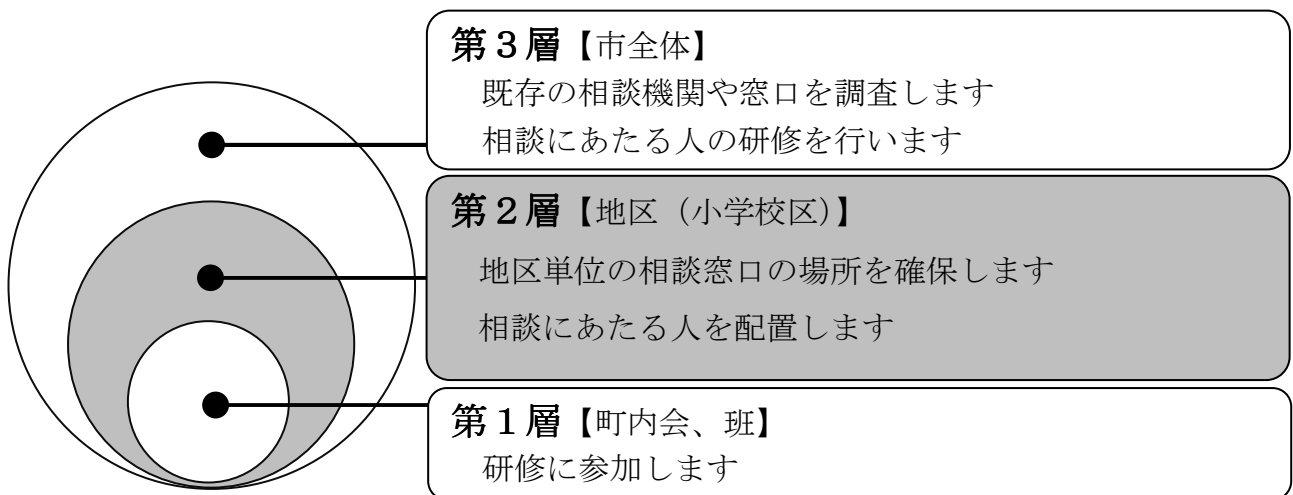 第３層【市全体】
既存の相談機関や窓口を調査します
相談にあたる人の研修を行います
第２層【地区（小学校区）】
地区単位の相談窓口の場所を確保します
相談にあたる人を配置します
第１層【町内会、班】
研修に参加します